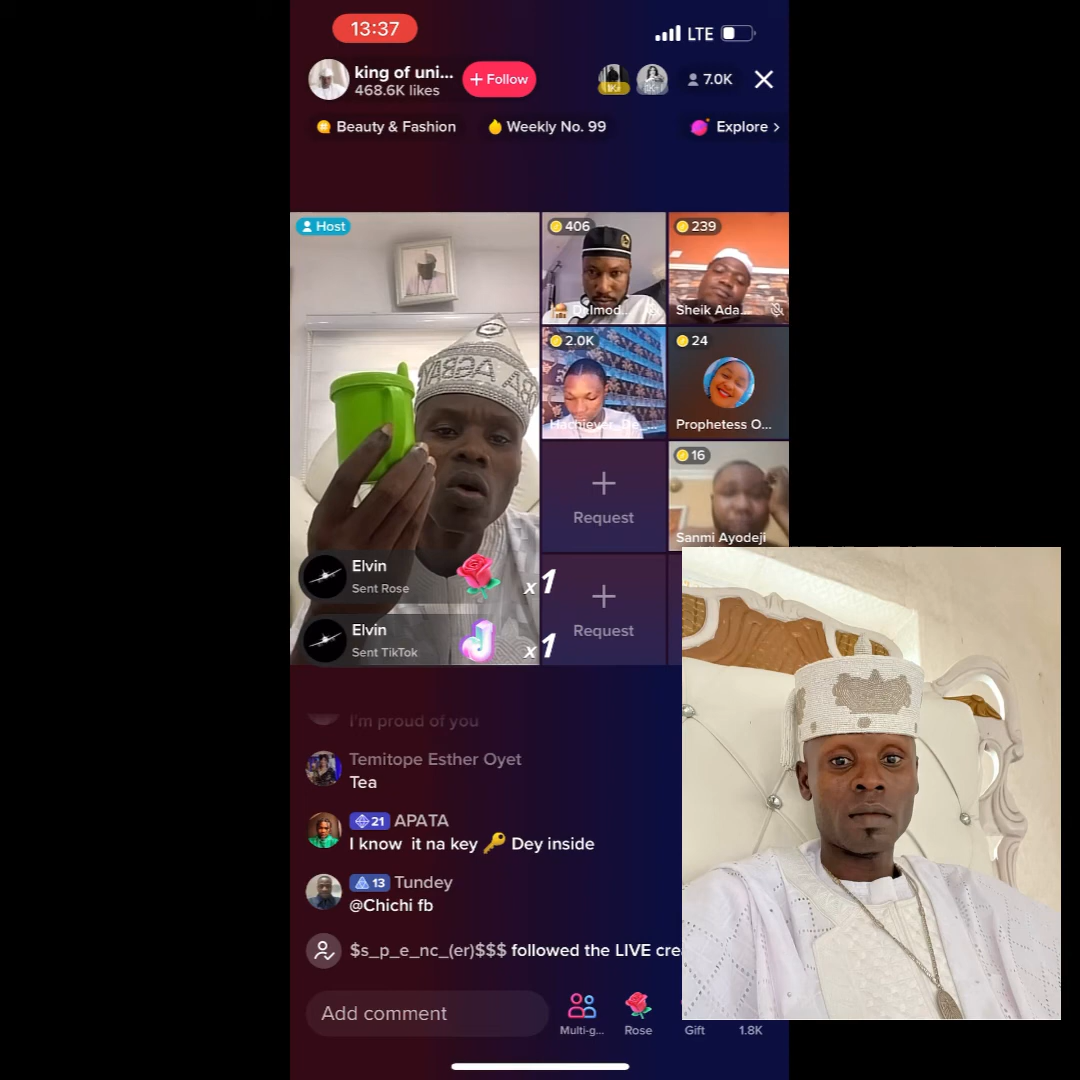 13:37
LTE
king of uni...
468.6K likes
+ Follow
7.0K
Beauty & Fashion
Weekly No. 99
Explore >
Host
406
239
Sheik Ada...
2.0K
24
Prophetess O...
Request
16
Sanmi Ayodeji
Elvin
Sent Rose
x 1
Request
Elvin
Sent TikTok
x 1
I'm proud of you
Temitope Esther Oyet
Tea
21 APATA
I know it na key 🔑 Dey inside
13 Tundey
@Chichi fb
$s_p_e_nc_(er)$$$ followed the LIVE cre
Add comment
Multi-g...
Rose
Gift
1.8K